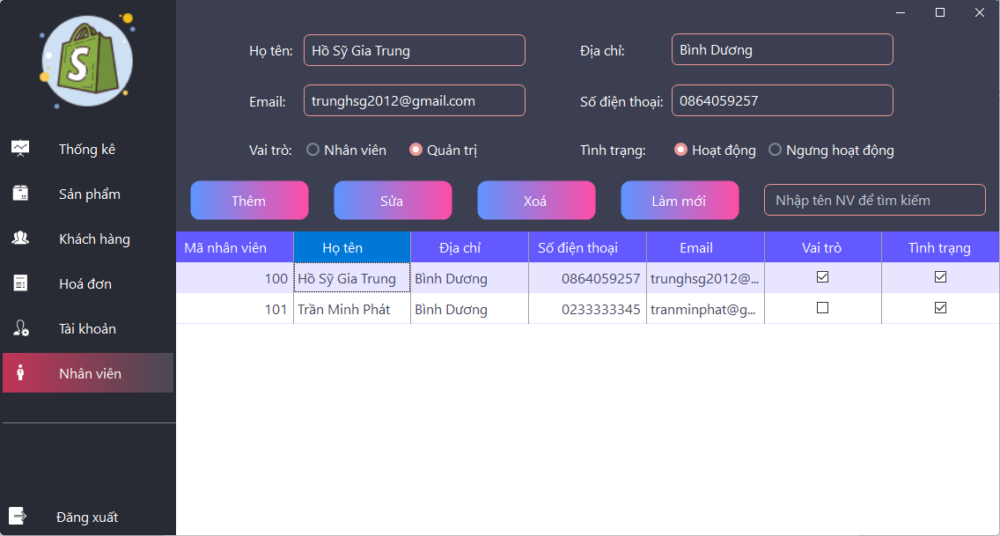 S
Thống kê
Sản phẩm
Khách hàng
Hoá đơn
Tài khoản
Nhân viên
Đăng xuất
Họ tên: Hồ Sỹ Gia Trung Địa chỉ: Bình Dương
Email: trunghsg2012@gmail.com Số điện thoại: 0864059257
Vai trò: Nhân viên Quản trị Tình trạng: Hoạt động Ngưng hoạt động
Thêm Sửa Xoá Làm mới Nhập tên NV để tìm kiếm
Mã nhân viên Họ tên Địa chỉ Số điện thoại Email Vai trò Tình trạng
100 Hồ Sỹ Gia Trung Bình Dương 0864059257 trunghsg2012@...
101 Trần Minh Phát Bình Dương 0233333345 tranminphat@g...